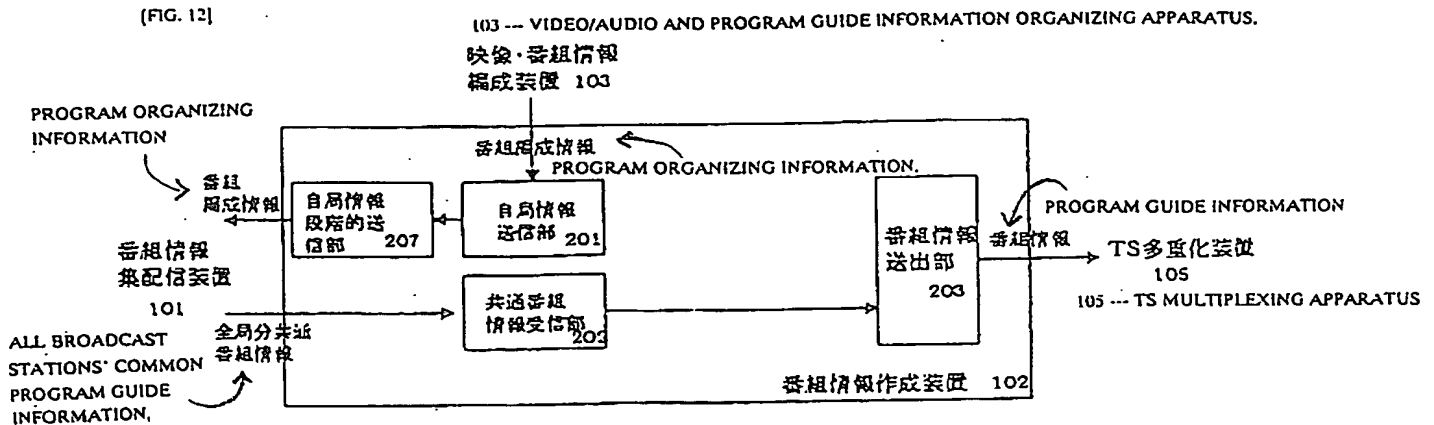 [FIG. 12]
103 --- VIDEO/AUDIO AND PROGRAM GUIDE INFORMATION ORGANIZING APPARATUS.
映像・番組情報
編成装置 103
PROGRAM ORGANIZING
INFORMATION
番組編成情報
PROGRAM ORGANIZING INFORMATION.
番組
編成情報
自局情報
段階的送
信部 207
自局情報
送信部 201
番組情報
送出部
203
PROGRAM GUIDE INFORMATION
番組情報
TS多重化装置
105
105 --- TS MULTIPLEXING APPARATUS
番組情報
集配信装置
101
共通番組
情報受信部
202
全局分共通
番組情報
ALL BROADCAST
STATIONS' COMMON
PROGRAM GUIDE
INFORMATION,
番組情報作成装置 102